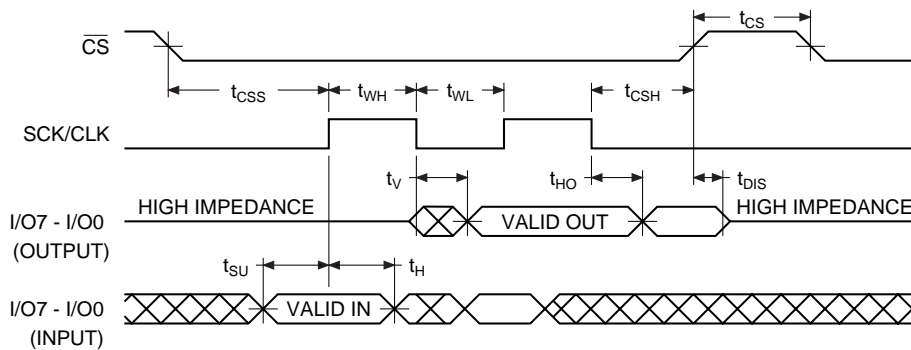 t_CS
CS
t_CSS t_WH t_WL t_CSH
SCK/CLK
t_V t_HO t_DIS
I/O7 - I/O0
(OUTPUT)
HIGH IMPEDANCE VALID OUT HIGH IMPEDANCE
t_SU t_H
I/O7 - I/O0
(INPUT)
VALID IN